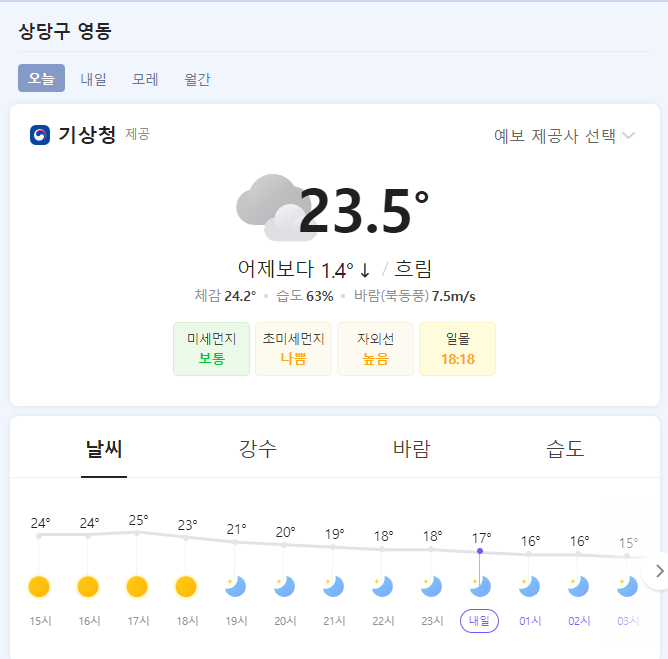 상당구 영동
오늘 내일 모레 월간
기상청 제공 예보 제공사 선택
23.5°
어제보다 1.4° ↓ / 흐림
체감 24.2° • 습도 63% • 바람(북동풍) 7.5m/s
미세먼지 초미세먼지 자외선 일몰
보통 나쁨 높음 18:18
날씨 강수 바람 습도
24° 24° 25° 23° 21° 20° 19° 18° 18° 17° 16° 16° 15°
15시 16시 17시 18시 19시 20시 21시 22시 23시 내일 01시 02시 03시